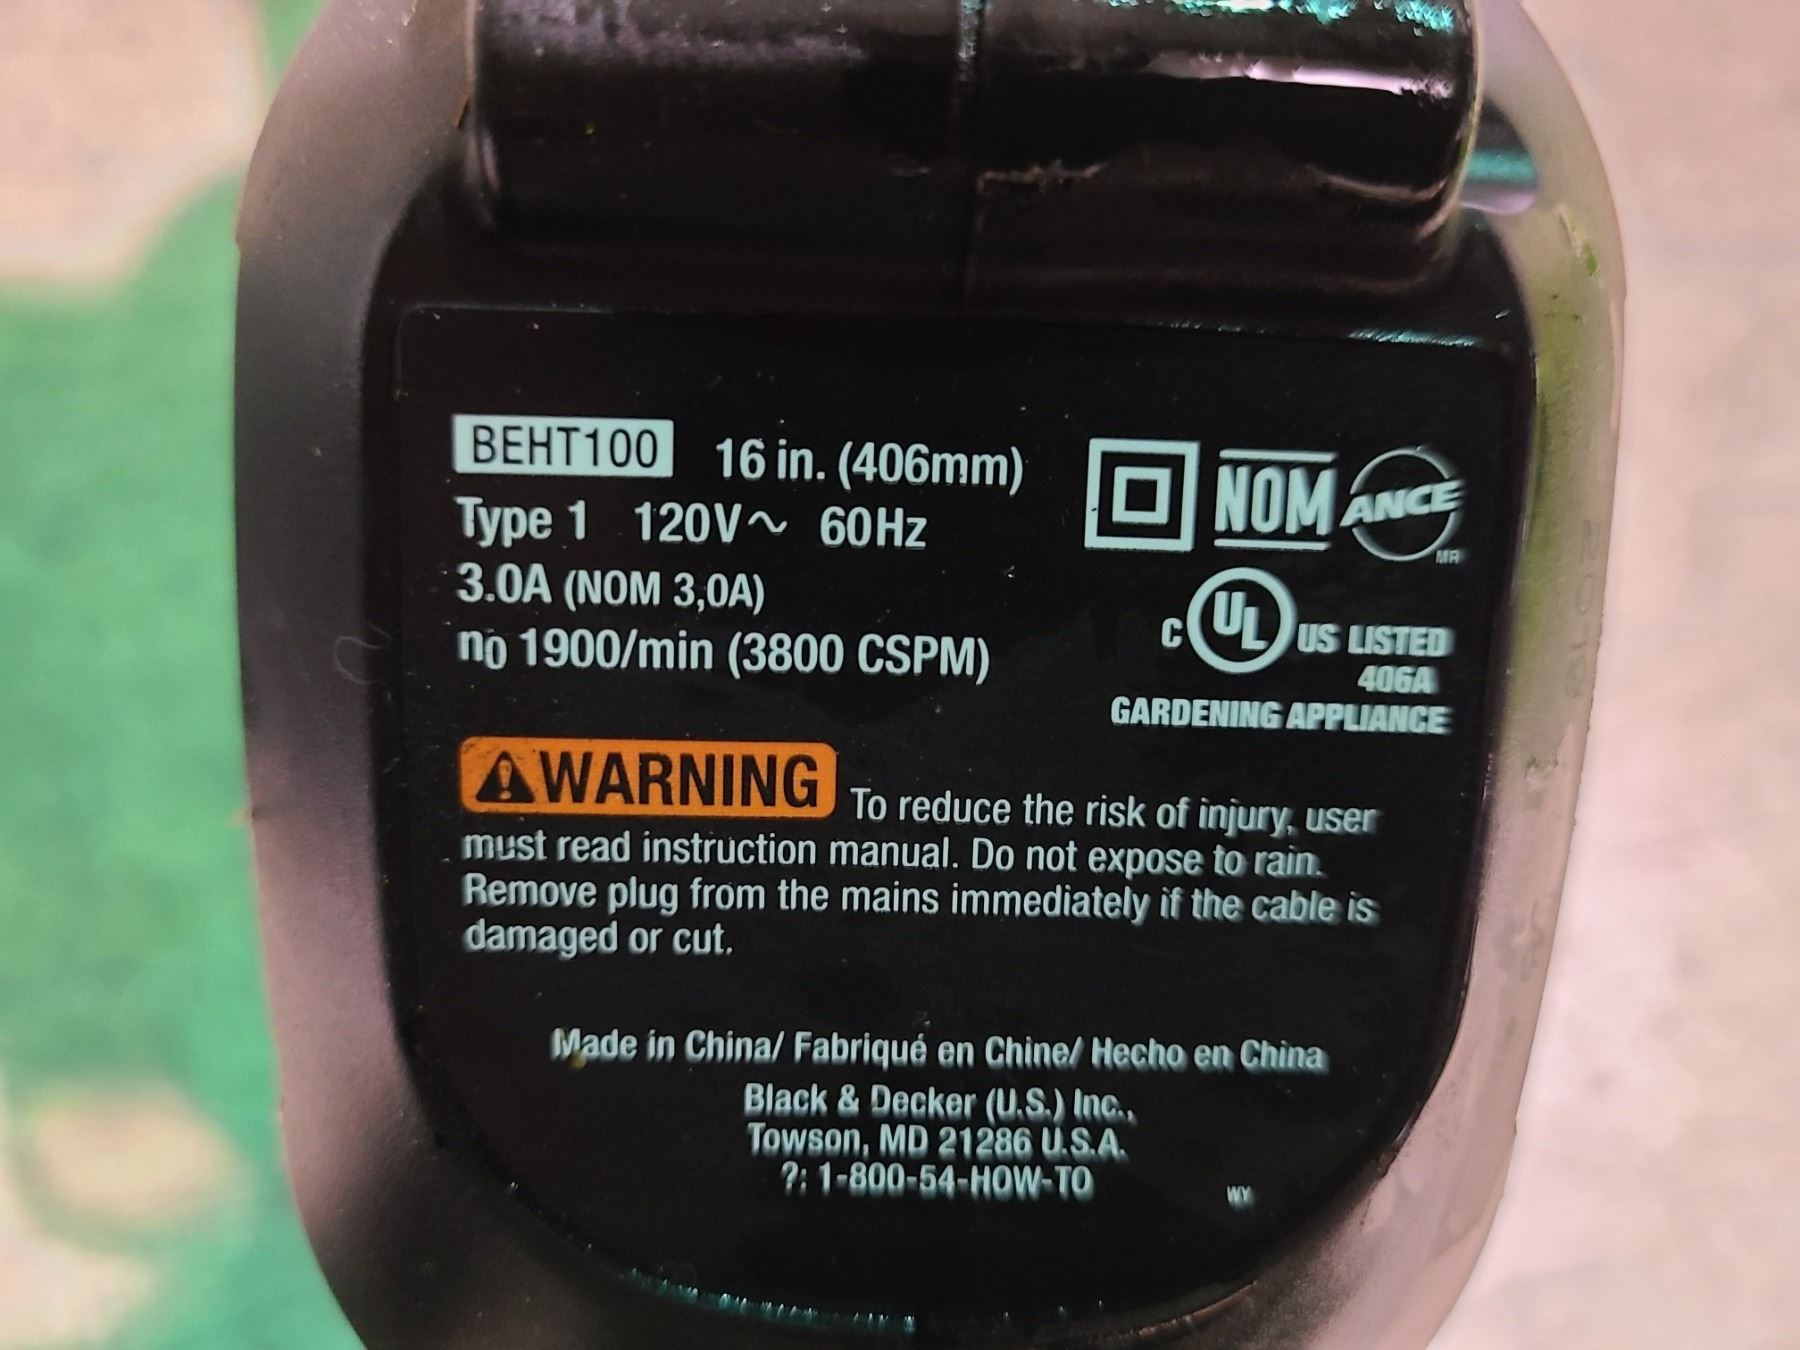 BEHT100 16 in. (406mm)
Type 1 120V~ 60Hz
3.0A (NOM 3,0A)
n0 1900/min (3800 CSPM)
NOM ANCE
MR
C UL US LISTED
406A
GARDENING APPLIANCE
WARNING To reduce the risk of injury, user
must read instruction manual. Do not expose to rain.
Remove plug from the mains immediately if the cable is
damaged or cut.
Made in China/ Fabriqué en Chine/ Hecho en China
Black & Decker (U.S.) Inc.,
Towson, MD 21286 U.S.A.
?: 1-800-54-HOW-TO
WY